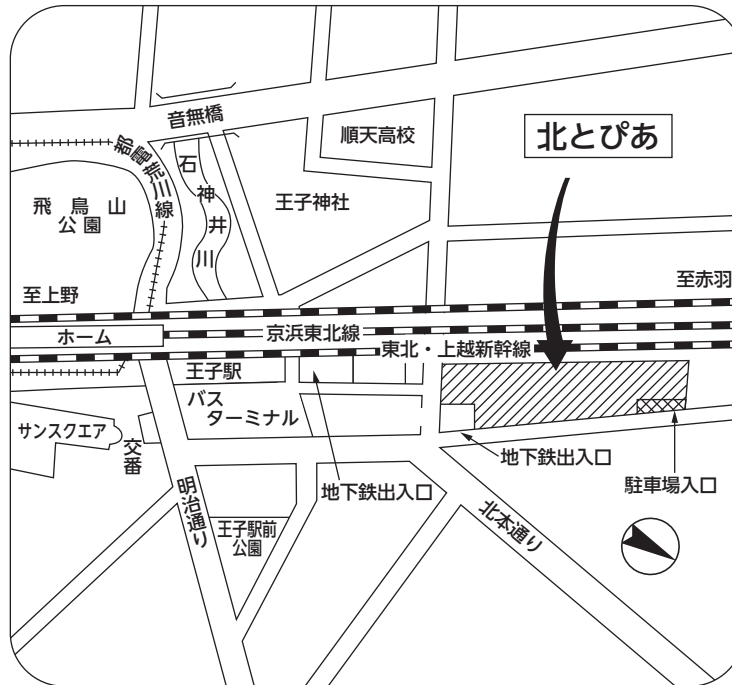 音無橋
順天高校
北とぴあ
都電荒川線
石神井川
王子神社
飛鳥山
公園
至上野
至赤羽
ホーム
京浜東北線
東北・上越新幹線
王子駅
バス
ターミナル
サンスクエア
交番
地下鉄出入口
地下鉄出入口
駐車場入口
明治通り
北本通り
王子駅前
公園